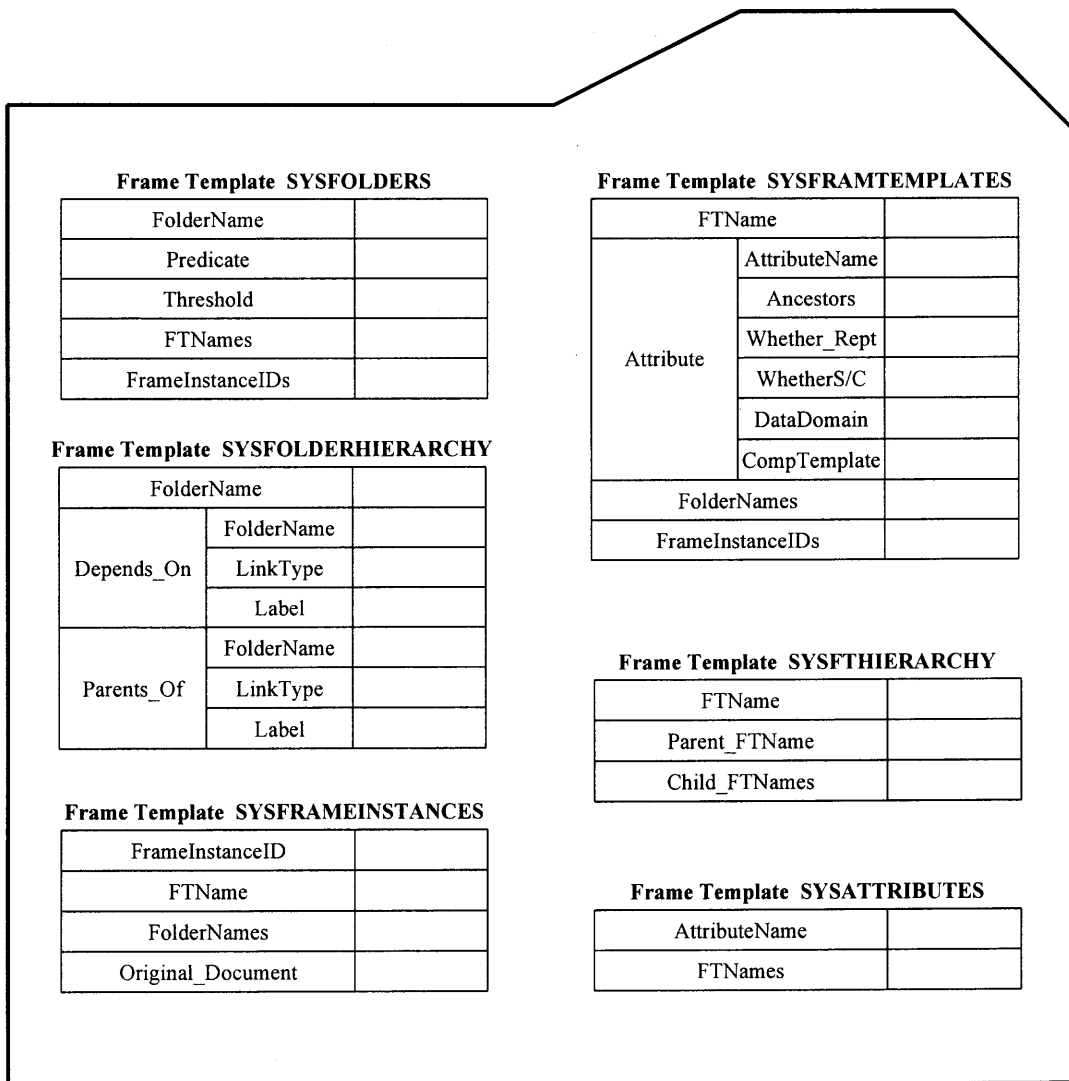 Frame Template SYSFOLDERS
FolderName
Predicate
Threshold
FTNames
FrameInstanceIDs
Frame Template SYSFOLDERHIERARCHY
FolderName
Depends_On
FolderName
LinkType
Label
Parents_Of
FolderName
LinkType
Label
Frame Template SYSFRAMEINSTANCES
FrameInstanceID
FTName
FolderNames
Original_Document
Frame Template SYSFRAMTEMPLATES
FTName
Attribute
AttributeName
Ancestors
Whether_Rept
WhetherS/C
DataDomain
CompTemplate
FolderNames
FrameInstanceIDs
Frame Template SYSFTHIERARCHY
FTName
Parent_FTName
Child_FTNames
Frame Template SYSATTRIBUTES
AttributeName
FTNames